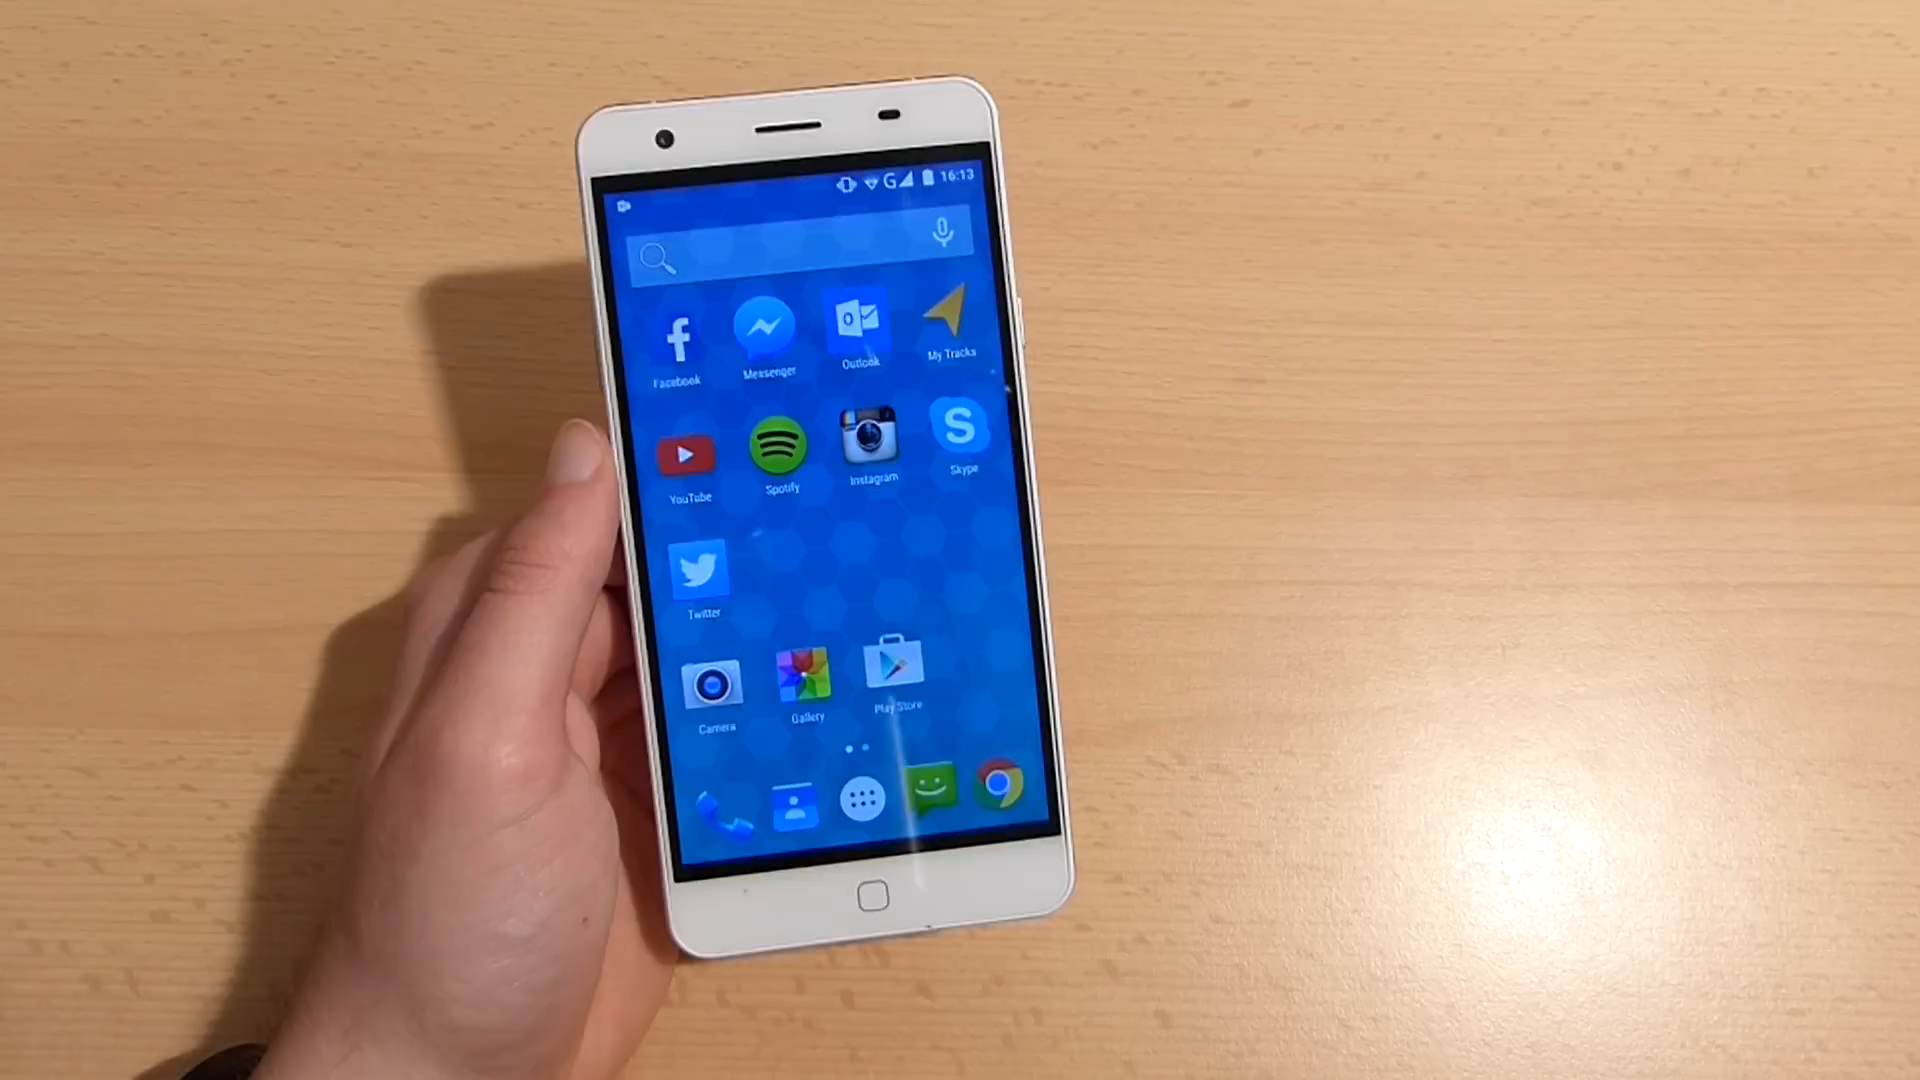 G 16:13
Facebook Messenger Outlook My Tracks
YouTube Spotify Instagram Skype
Twitter
Camera Gallery Play Store